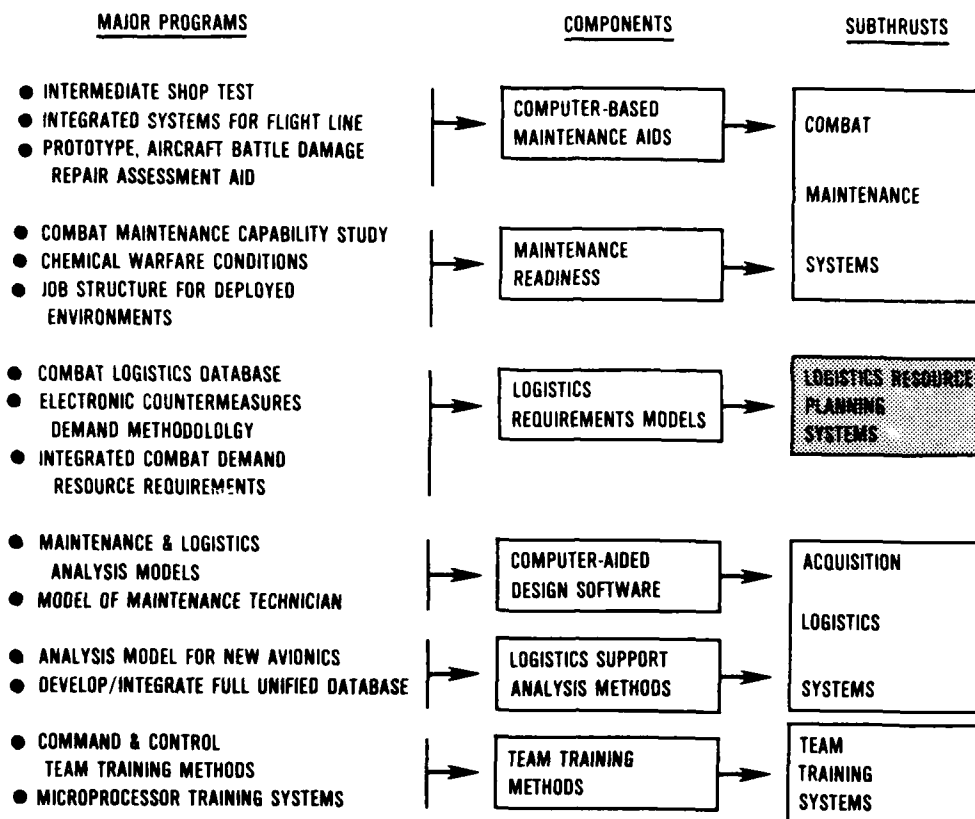 MAJOR PROGRAMS
COMPONENTS
SUBTHRUSTS
● INTERMEDIATE SHOP TEST
● INTEGRATED SYSTEMS FOR FLIGHT LINE
● PROTOTYPE, AIRCRAFT BATTLE DAMAGE
REPAIR ASSESSMENT AID
COMPUTER-BASED
MAINTENANCE AIDS
● COMBAT MAINTENANCE CAPABILITY STUDY
● CHEMICAL WARFARE CONDITIONS
● JOB STRUCTURE FOR DEPLOYED
ENVIRONMENTS
MAINTENANCE
READINESS
COMBAT
MAINTENANCE
SYSTEMS
● COMBAT LOGISTICS DATABASE
● ELECTRONIC COUNTERMEASURES
DEMAND METHODOLOLGY
● INTEGRATED COMBAT DEMAND
RESOURCE REQUIREMENTS
LOGISTICS
REQUIREMENTS MODELS
LOGISTICS RESOURCE
PLANNING
SYSTEMS
● MAINTENANCE & LOGISTICS
ANALYSIS MODELS
● MODEL OF MAINTENANCE TECHNICIAN
COMPUTER-AIDED
DESIGN SOFTWARE
● ANALYSIS MODEL FOR NEW AVIONICS
● DEVELOP/INTEGRATE FULL UNIFIED DATABASE
LOGISTICS SUPPORT
ANALYSIS METHODS
ACQUISITION
LOGISTICS
SYSTEMS
● COMMAND & CONTROL
TEAM TRAINING METHODS
● MICROPROCESSOR TRAINING SYSTEMS
TEAM TRAINING
METHODS
TEAM
TRAINING
SYSTEMS